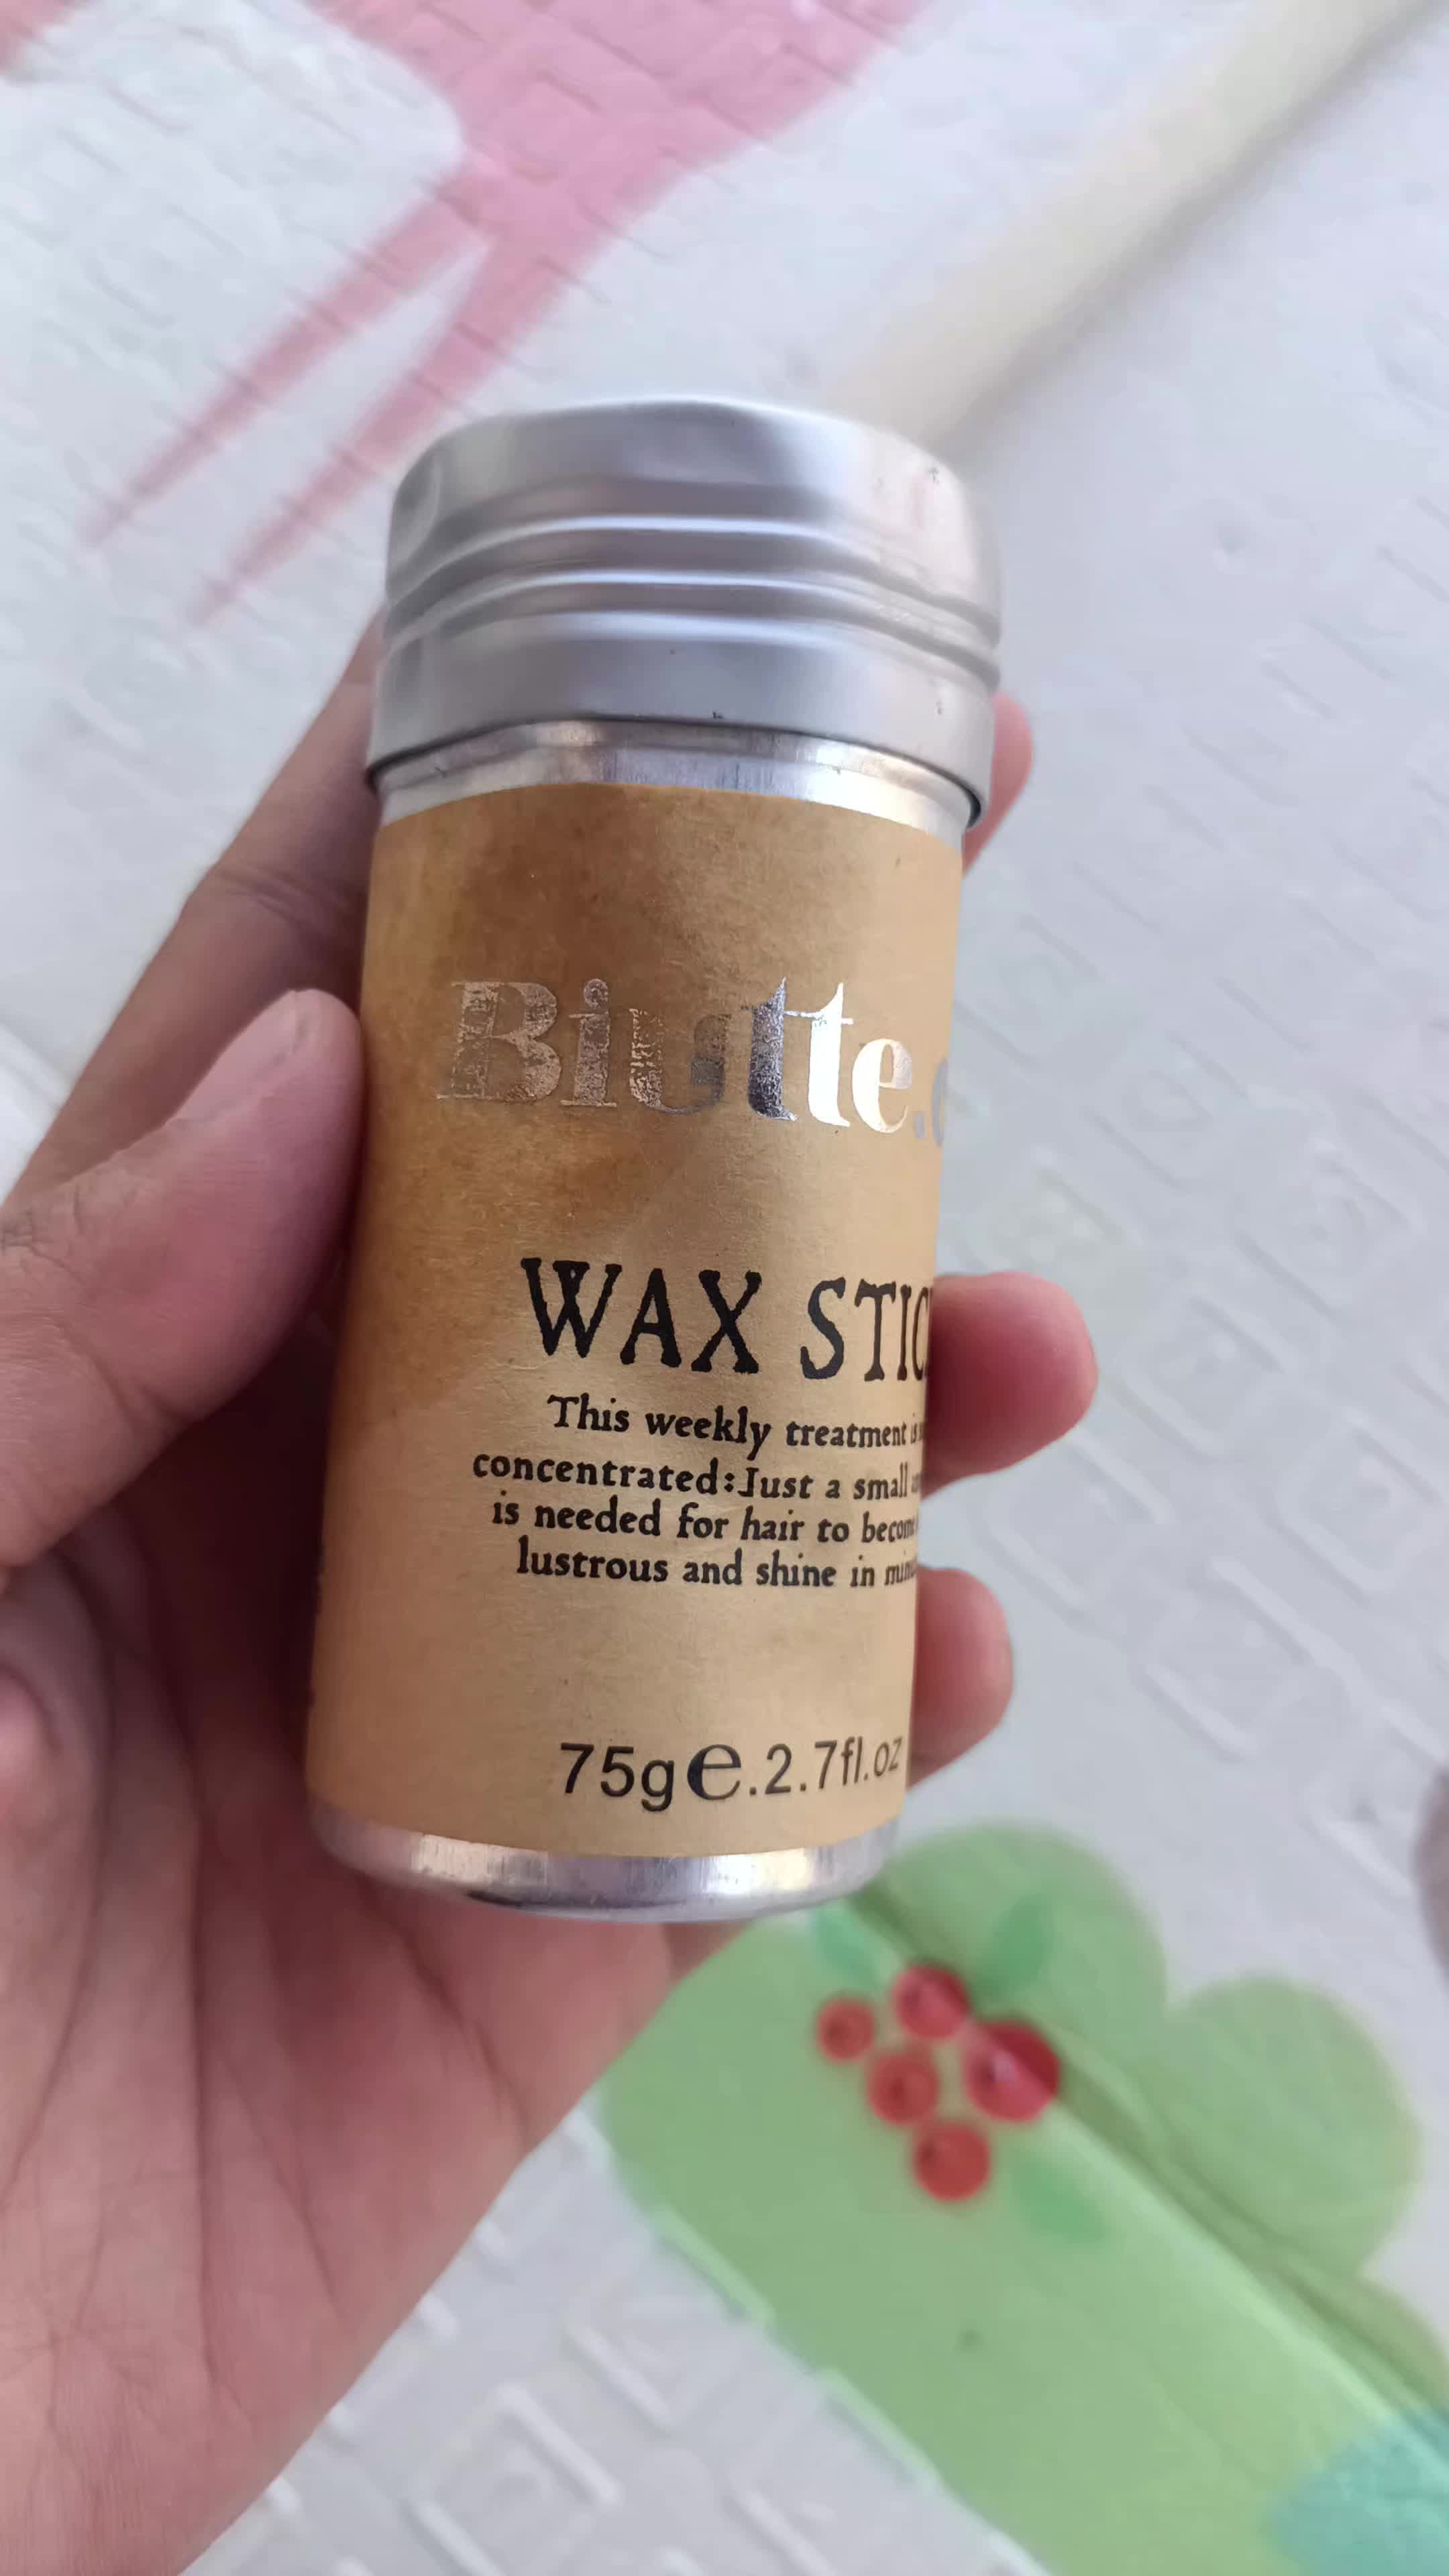 Biutte.
WAX STIC
This weekly treatment is
concentrated:Just a small
is needed for hair to become
lustrous and shine in
75g e.2.7fl.oz